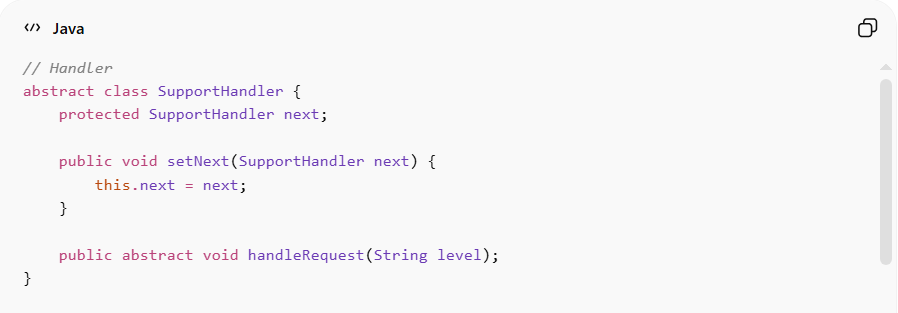 </> Java
// Handler
abstract class SupportHandler {
    protected SupportHandler next;

    public void setNext(SupportHandler next) {
        this.next = next;
    }

    public abstract void handleRequest(String level);
}